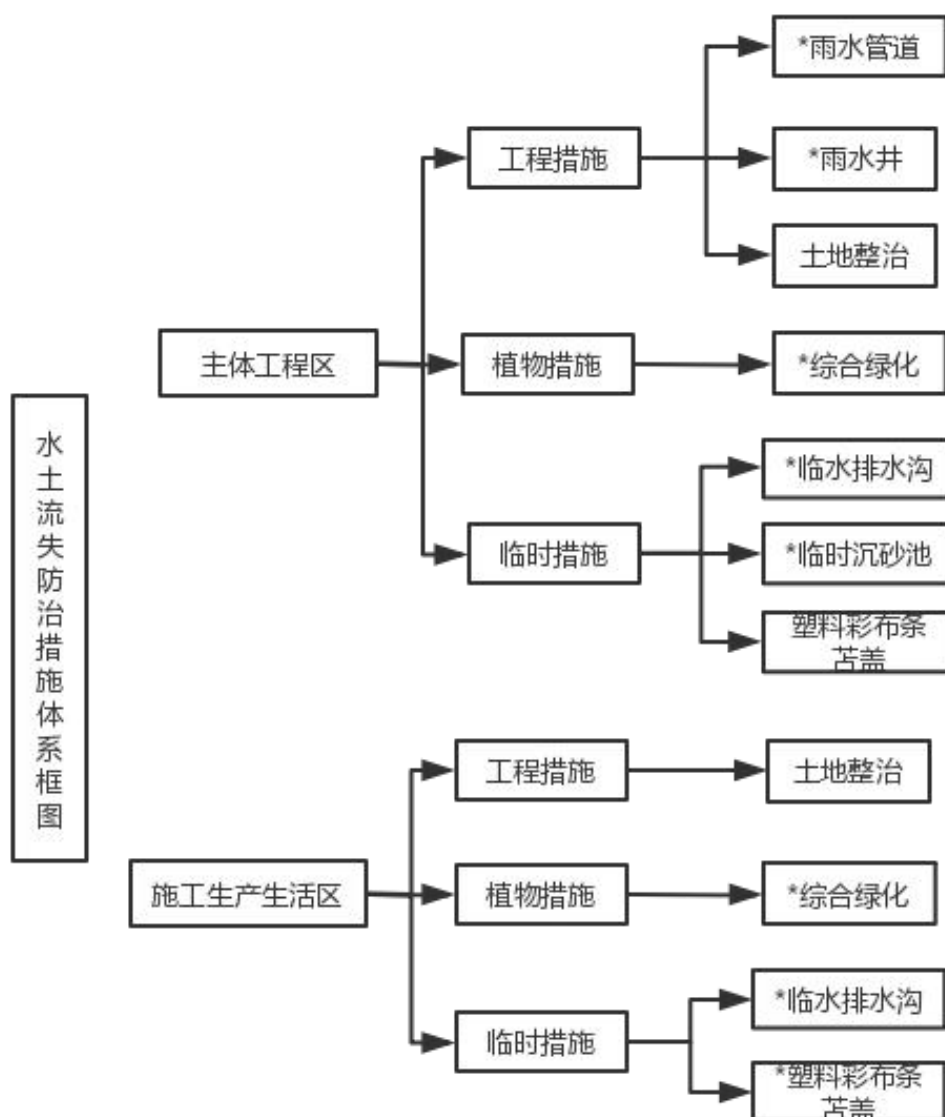 水土流失防治措施体系框图
主体工程区
工程措施
*雨水管道
*雨水井
土地整治
植物措施
*综合绿化
临时措施
*临水排水沟
*临时沉砂池
塑料彩布条
苫盖
施工生产生活区
工程措施
土地整治
植物措施
*综合绿化
临时措施
*临水排水沟
*塑料彩布条
苫盖